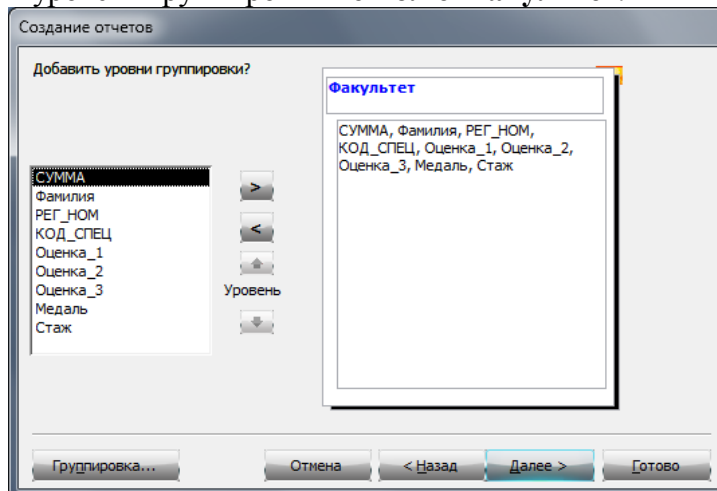 Создание отчетов
Добавить уровни группировки?
Факультет
СУММА, Фамилия, РЕГ_НОМ,
КОД_СПЕЦ, Оценка_1, Оценка_2,
Оценка_3, Медаль, Стаж
СУММА
Фамилия
РЕГ_НОМ
КОД_СПЕЦ
Оценка_1
Оценка_2
Оценка_3
Медаль
Стаж
>
<
Уровень
Группировка...
Отмена
< Назад
Далее >
Готово